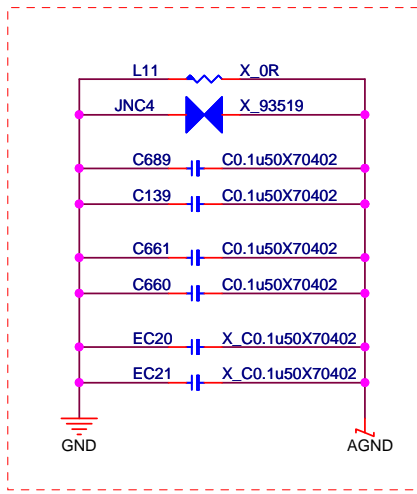 L11 X_0R
JNC4 X_93519
C689 C0.1u50X70402
C139 C0.1u50X70402
C661 C0.1u50X70402
C660 C0.1u50X70402
EC20 X_C0.1u50X70402
EC21 X_C0.1u50X70402
GND AGND